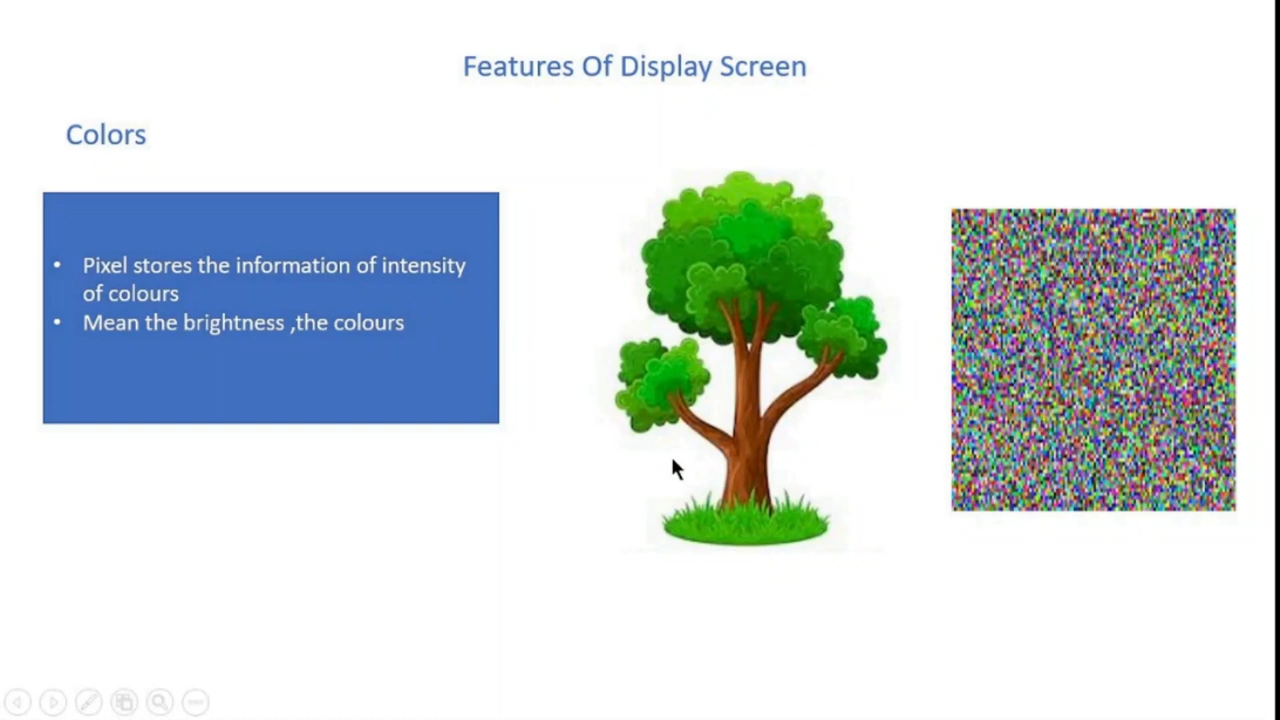 Features Of Display Screen
Colors
• Pixel stores the information of intensity
of colours
• Mean the brightness ,the colours